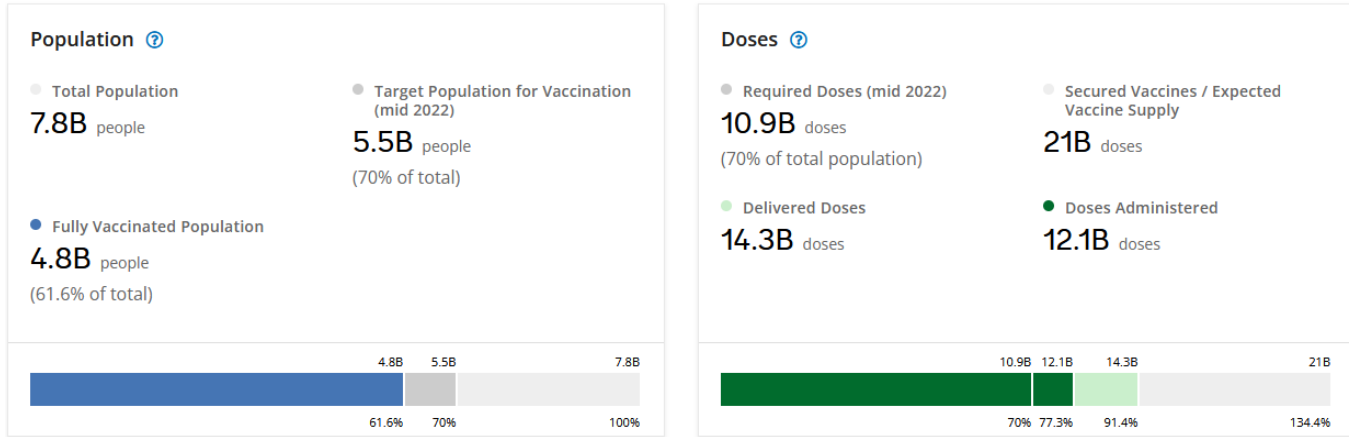 Population ?
Total Population
7.8B people
Target Population for Vaccination
(mid 2022)
5.5B people
(70% of total)
Fully Vaccinated Population
4.8B people
(61.6% of total)
4.8B 5.5B 7.8B
61.6% 70% 100%
Doses ?
Required Doses (mid 2022)
10.9B doses
(70% of total population)
Secured Vaccines / Expected
Vaccine Supply
21B doses
Delivered Doses
14.3B doses
Doses Administered
12.1B doses
10.9B 12.1B 14.3B 21B
70% 77.3% 91.4% 134.4%